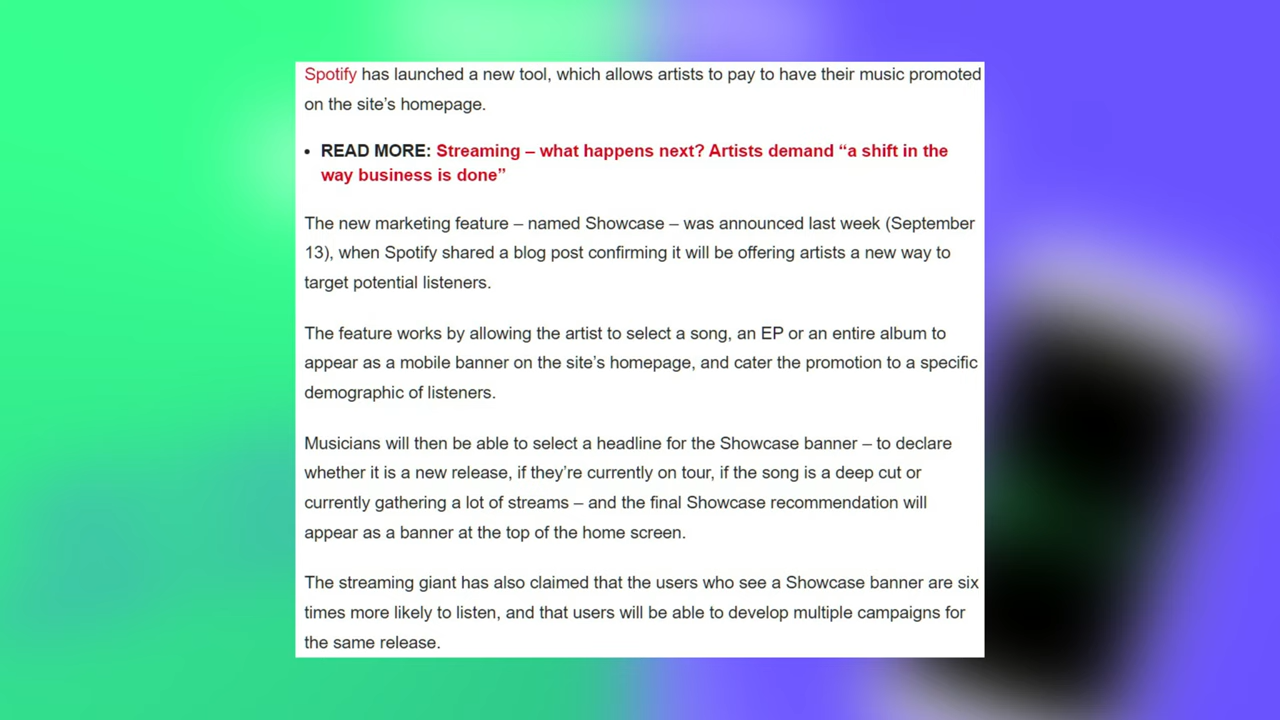 Spotify has launched a new tool, which allows artists to pay to have their music promoted
on the site’s homepage.
• READ MORE: Streaming – what happens next? Artists demand “a shift in the
way business is done”
The new marketing feature – named Showcase – was announced last week (September
13), when Spotify shared a blog post confirming it will be offering artists a new way to
target potential listeners.
The feature works by allowing the artist to select a song, an EP or an entire album to
appear as a mobile banner on the site’s homepage, and cater the promotion to a specific
demographic of listeners.
Musicians will then be able to select a headline for the Showcase banner – to declare
whether it is a new release, if they’re currently on tour, if the song is a deep cut or
currently gathering a lot of streams – and the final Showcase recommendation will
appear as a banner at the top of the home screen.
The streaming giant has also claimed that the users who see a Showcase banner are six
times more likely to listen, and that users will be able to develop multiple campaigns for
the same release.